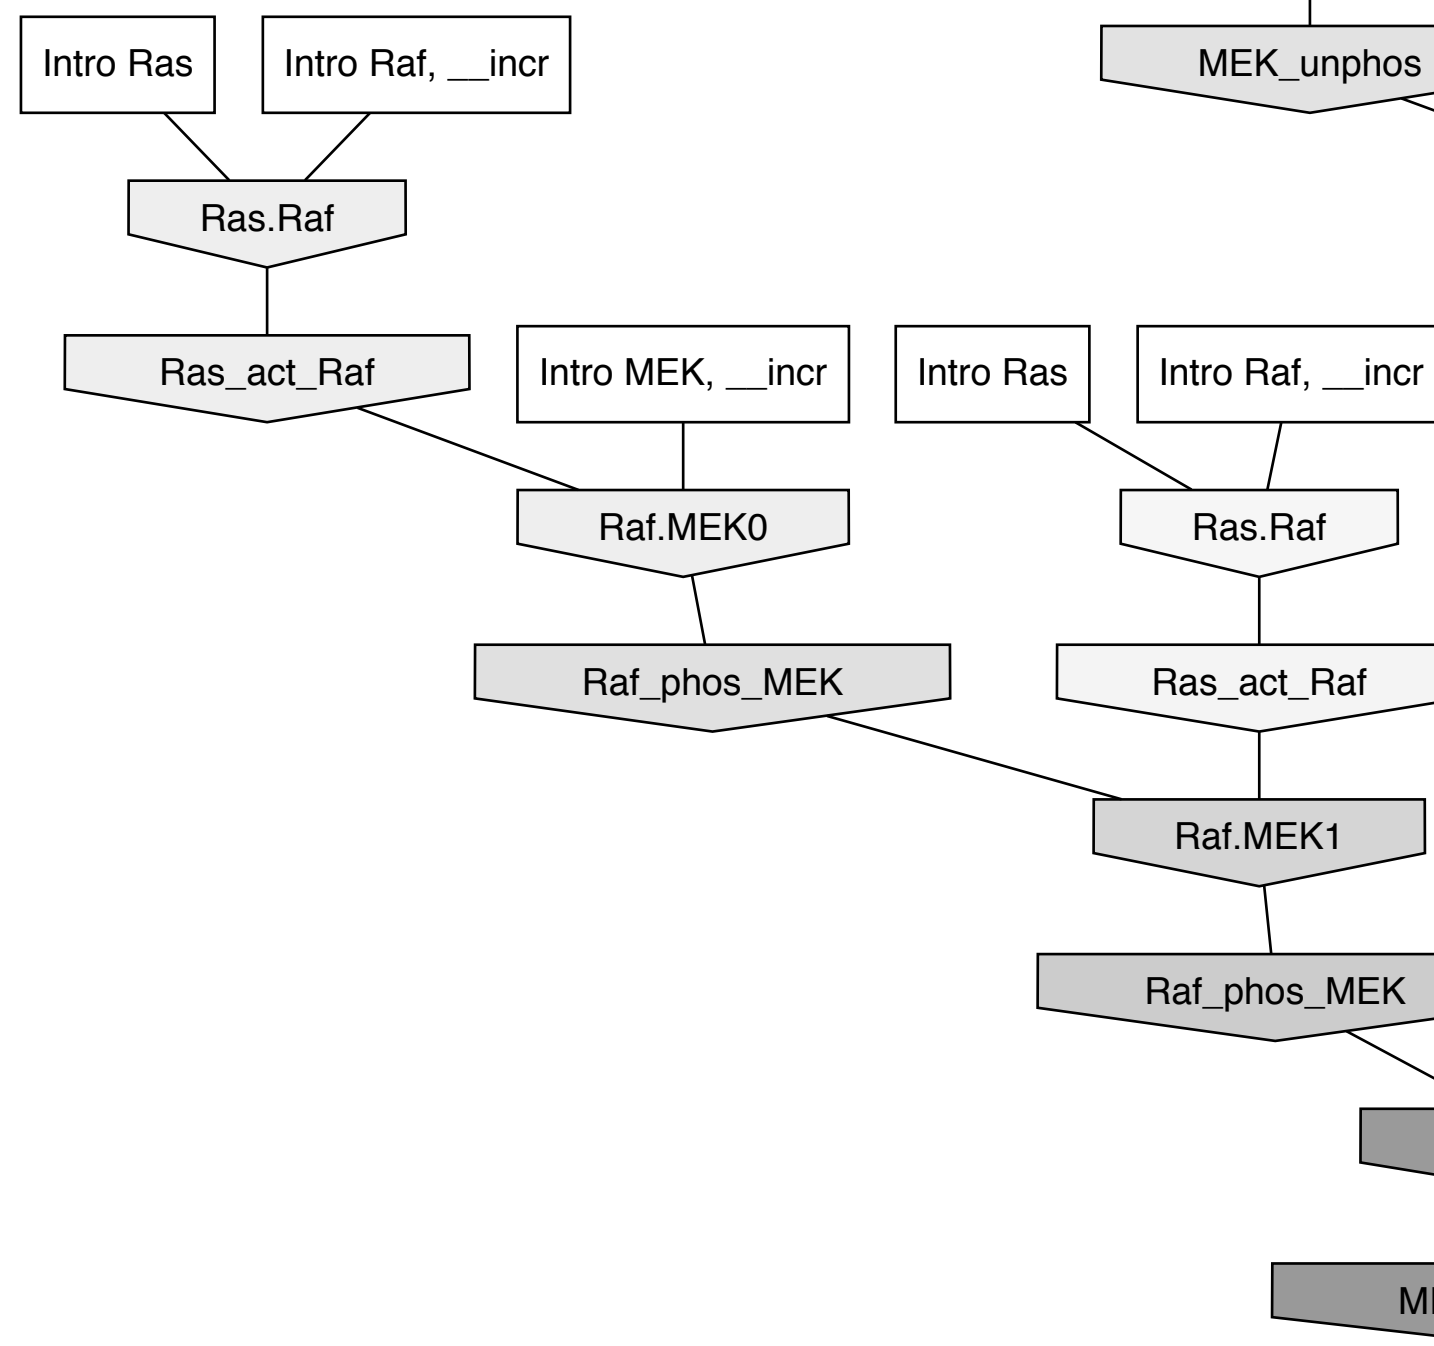 Intro Ras
Intro Raf, __incr
MEK_unphos
Ras.Raf
Ras_act_Raf
Intro MEK, __incr
Intro Ras
Intro Raf, __incr
Raf.MEK0
Ras.Raf
Raf_phos_MEK
Ras_act_Raf
Raf.MEK1
Raf_phos_MEK